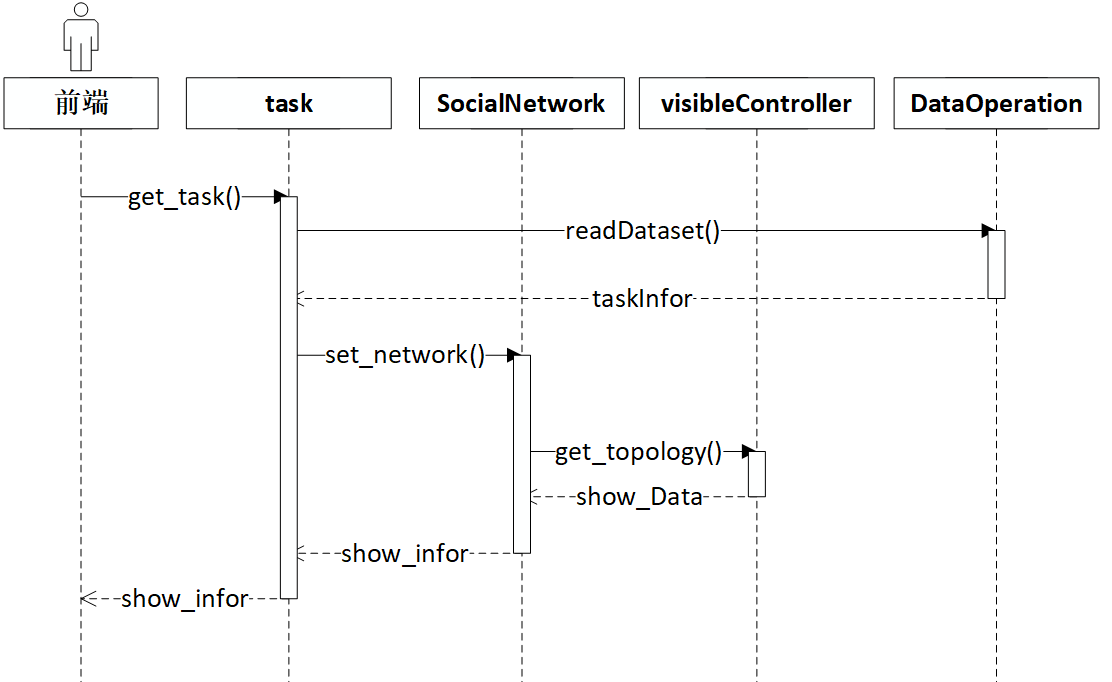 前端
task
SocialNetwork
visibleController
DataOperation
get_task()
readDataset()
taskInfor
set_network()
get_topology()
show_Data
show_infor
show_infor